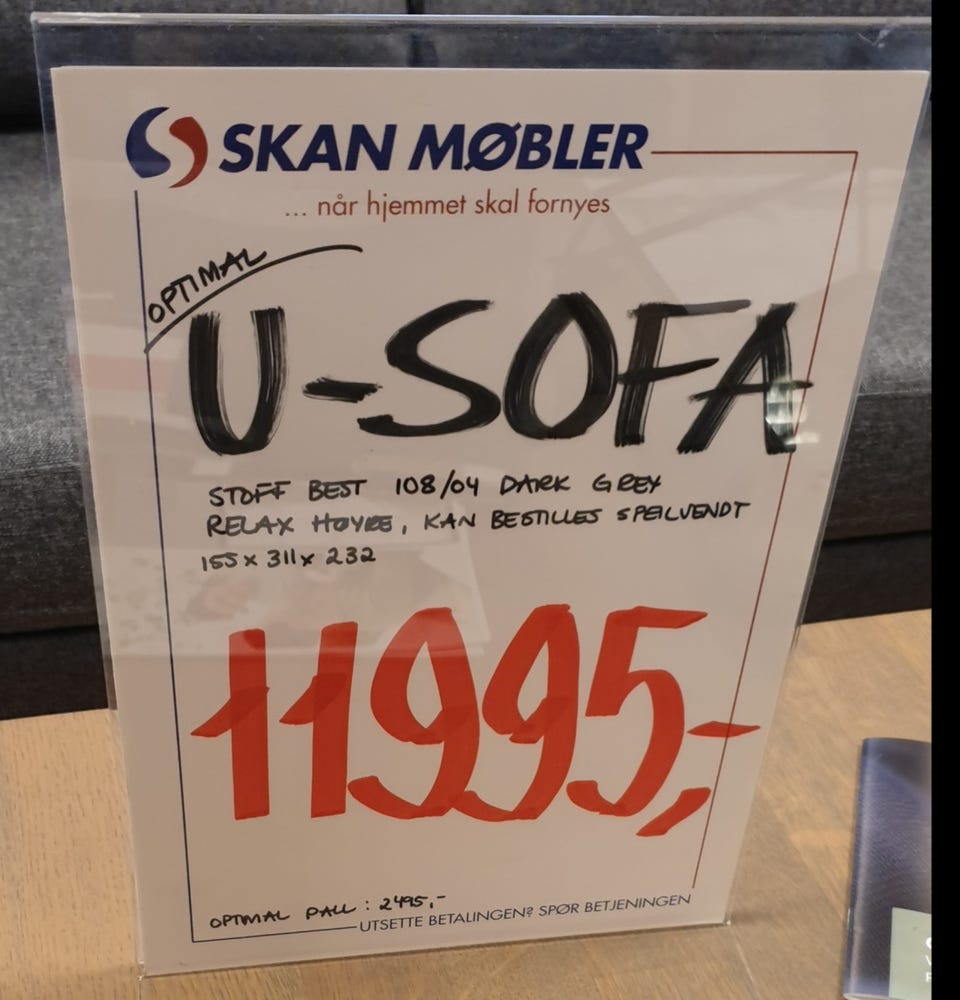 SKAN MØBLER
... når hjemmet skal fornyes
OPTIMAL
U-SOFA
STOFF BEST 108/04 DARK GREY
RELAX HØYRE, KAN BESTILLES SPEILVENDT
155 x 311 x 232
11995,-
OPTIMAL PALL : 2495,-
UTSETTE BETALINGEN? SPØR BETJENINGEN